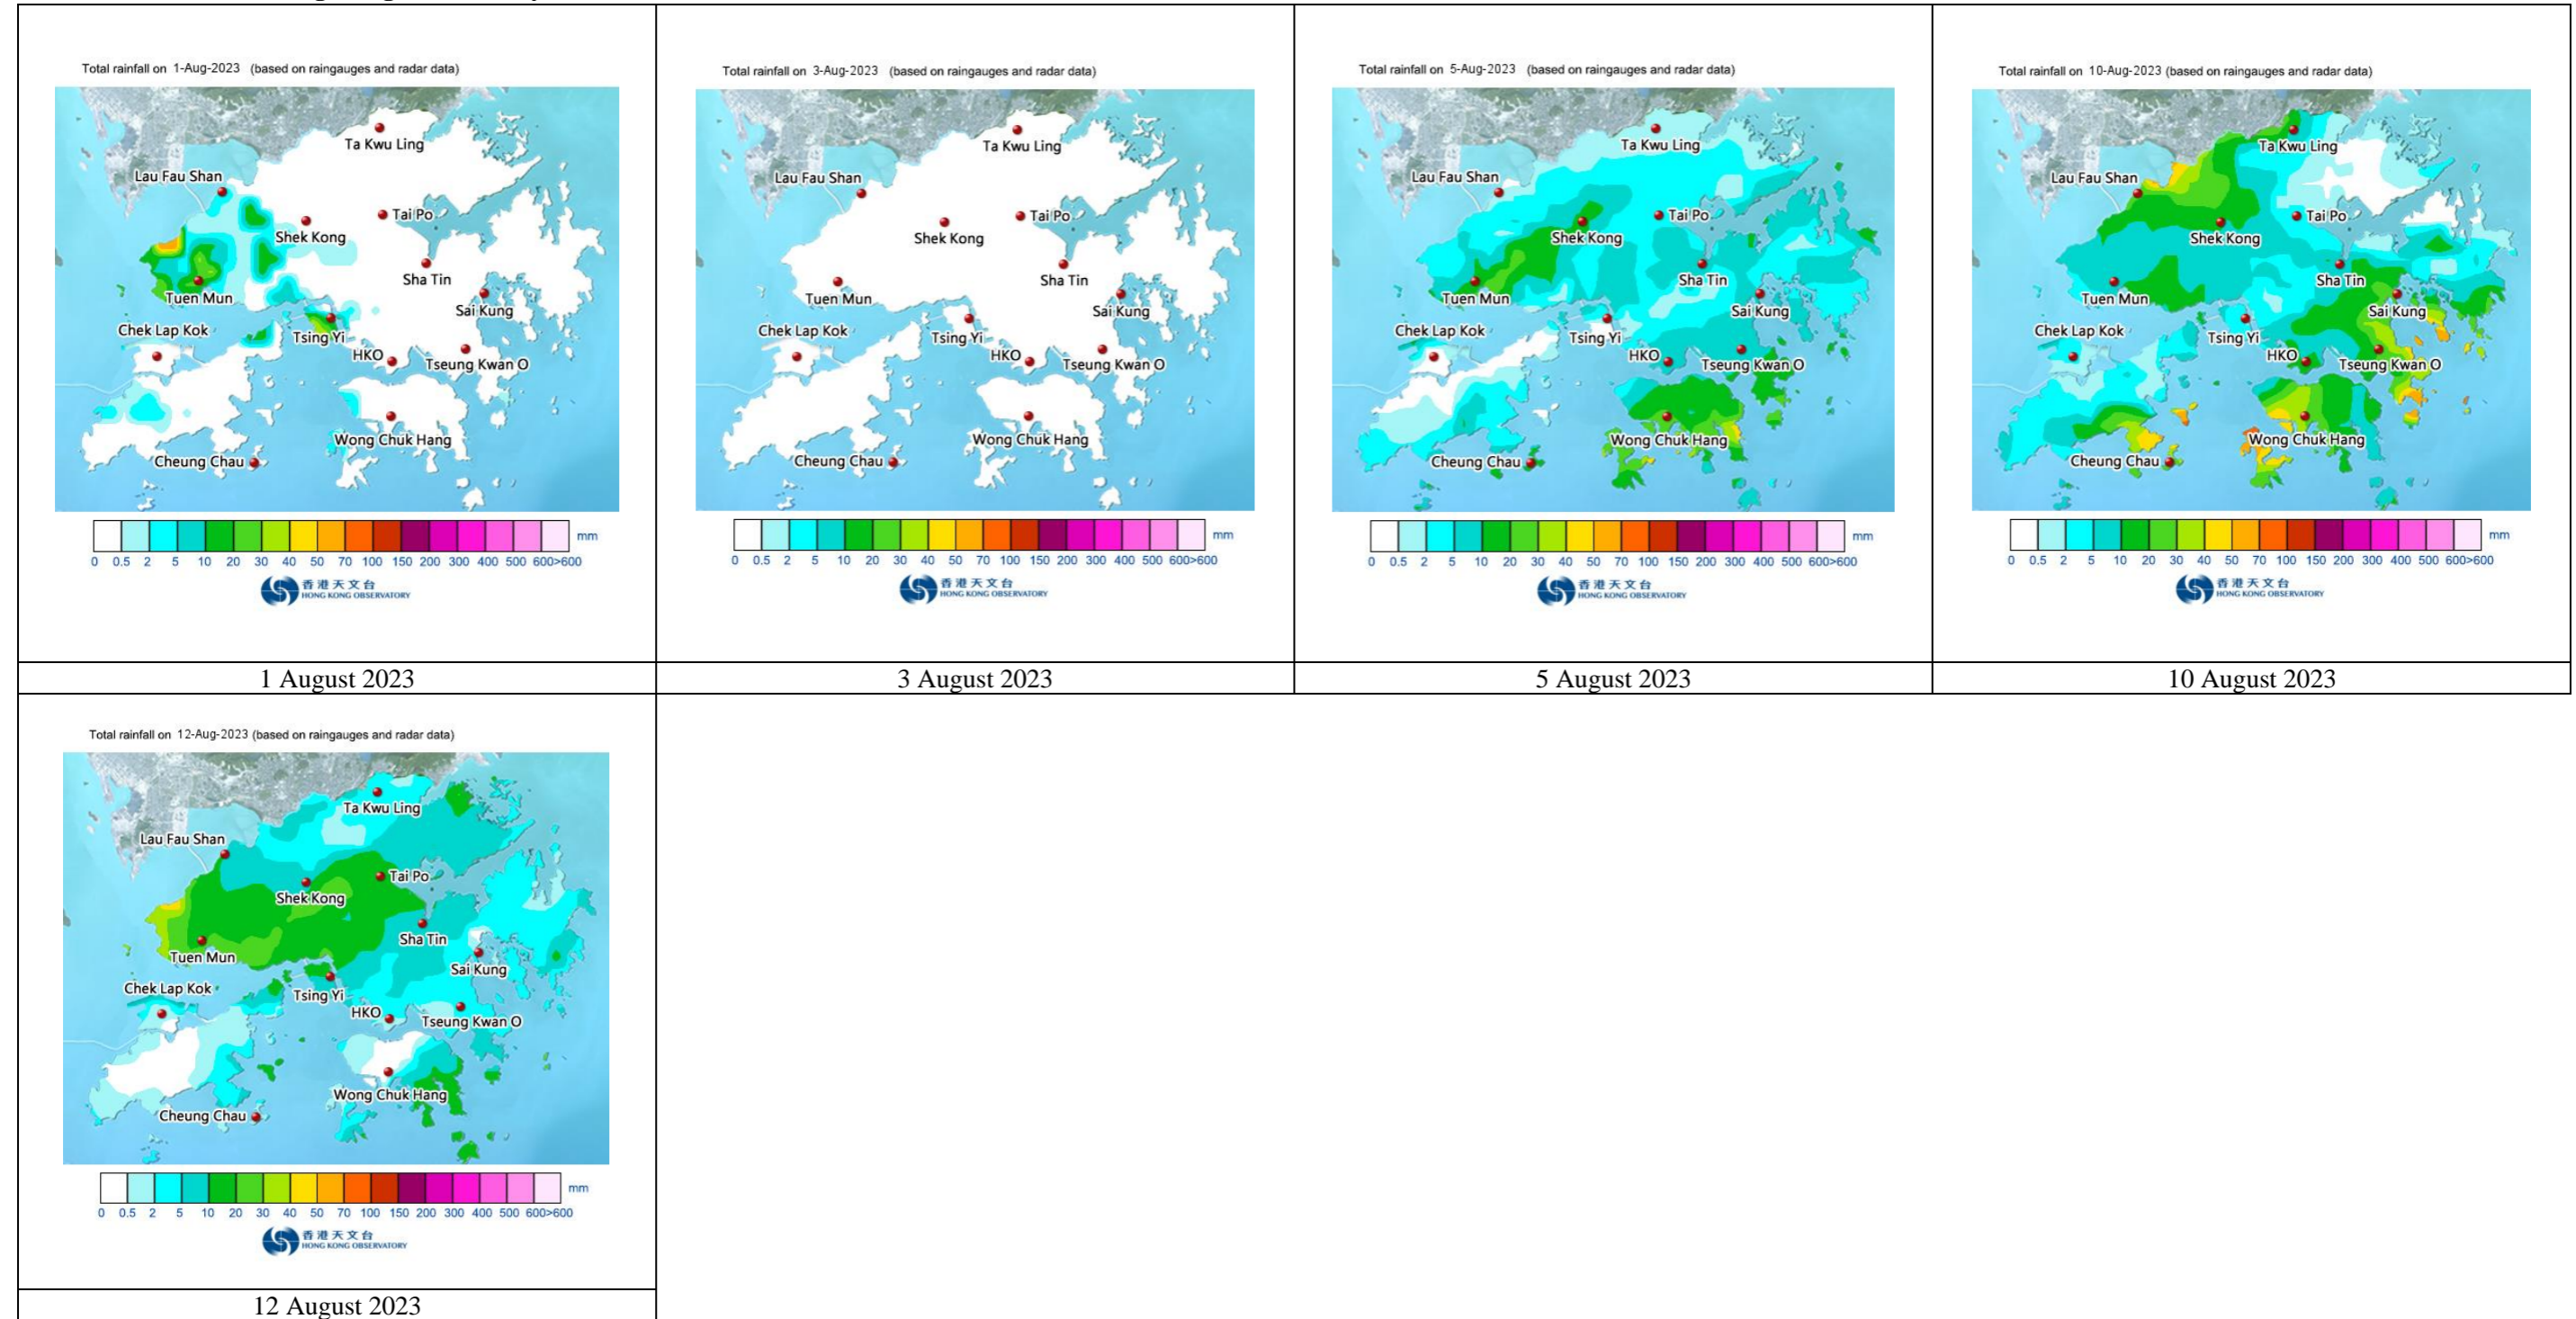 Total rainfall on 1-Aug-2023 (based on raingauges and radar data)
Ta Kwu Ling
Lau Fau Shan
Tai Po
Shek Kong
Sha Tin
Tuen Mun
Sai Kung
Chek Lap Kok
Tsing Yi
HKO
Tseung Kwan O
Wong Chuk Hang
Cheung Chau
mm
0 0.5 2 5 10 20 30 40 50 70 100 150 200 300 400 500 600>600
香港天文台
HONG KONG OBSERVATORY
1 August 2023
Total rainfall on 3-Aug-2023 (based on raingauges and radar data)
Ta Kwu Ling
Lau Fau Shan
Tai Po
Shek Kong
Sha Tin
Tuen Mun
Sai Kung
Chek Lap Kok
Tsing Yi
HKO
Tseung Kwan O
Wong Chuk Hang
Cheung Chau
mm
0 0.5 2 5 10 20 30 40 50 70 100 150 200 300 400 500 600>600
香港天文台
HONG KONG OBSERVATORY
3 August 2023
Total rainfall on 5-Aug-2023 (based on raingauges and radar data)
Ta Kwu Ling
Lau Fau Shan
Tai Po
Shek Kong
Sha Tin
Tuen Mun
Sai Kung
Chek Lap Kok
Tsing Yi
HKO
Tseung Kwan O
Wong Chuk Hang
Cheung Chau
mm
0 0.5 2 5 10 20 30 40 50 70 100 150 200 300 400 500 600>600
香港天文台
HONG KONG OBSERVATORY
5 August 2023
Total rainfall on 10-Aug-2023 (based on raingauges and radar data)
Ta Kwu Ling
Lau Fau Shan
Tai Po
Shek Kong
Sha Tin
Tuen Mun
Sai Kung
Chek Lap Kok
Tsing Yi
HKO
Tseung Kwan O
Wong Chuk Hang
Cheung Chau
mm
0 0.5 2 5 10 20 30 40 50 70 100 150 200 300 400 500 600>600
香港天文台
HONG KONG OBSERVATORY
10 August 2023
Total rainfall on 12-Aug-2023 (based on raingauges and radar data)
Ta Kwu Ling
Lau Fau Shan
Tai Po
Shek Kong
Sha Tin
Tuen Mun
Sai Kung
Chek Lap Kok
Tsing Yi
HKO
Tseung Kwan O
Wong Chuk Hang
Cheung Chau
mm
0 0.5 2 5 10 20 30 40 50 70 100 150 200 300 400 500 600>600
香港天文台
HONG KONG OBSERVATORY
12 August 2023